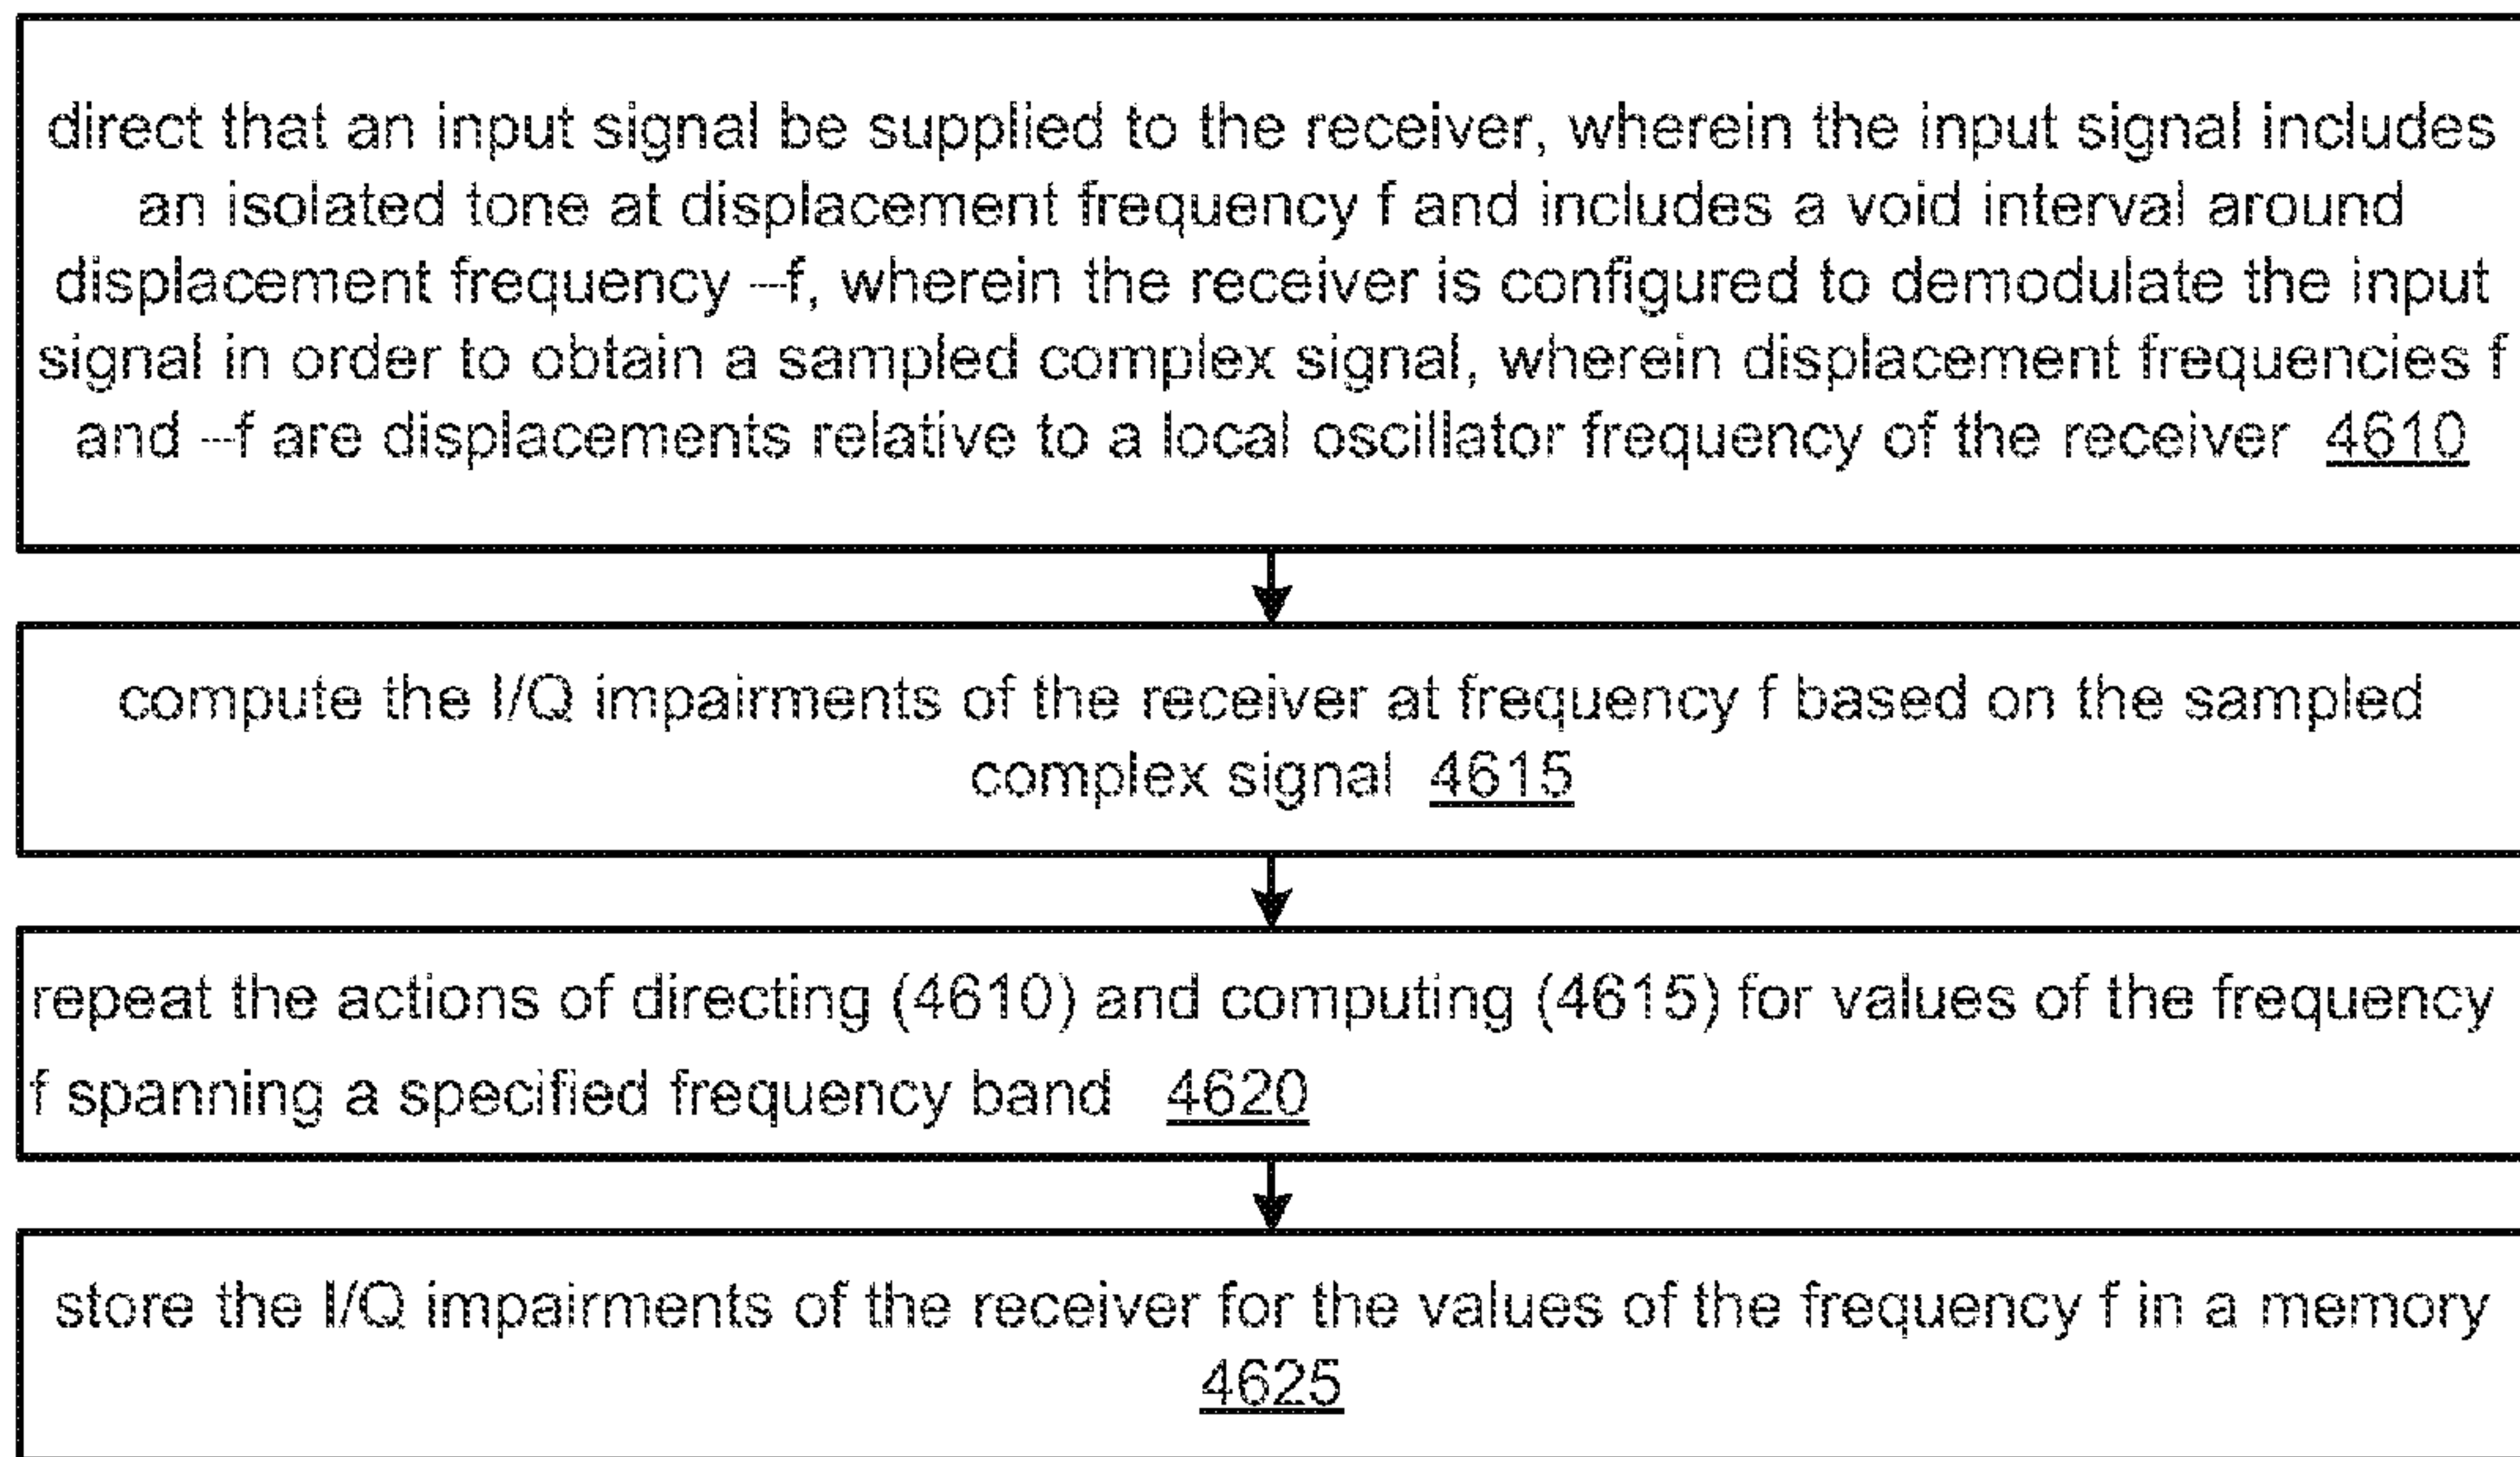 direct that an input signal be supplied to the receiver, wherein the input signal includes
an isolated tone at displacement frequency f and includes a void interval around
displacement frequency –f, wherein the receiver is configured to demodulate the input
signal in order to obtain a sampled complex signal, wherein displacement frequencies f
and –f are displacements relative to a local oscillator frequency of the receiver 4610
compute the I/Q impairments of the receiver at frequency f based on the sampled
complex signal 4615
repeat the actions of directing (4610) and computing (4615) for values of the frequency
f spanning a specified frequency band 4620
store the I/Q impairments of the receiver for the values of the frequency f in a memory
4625